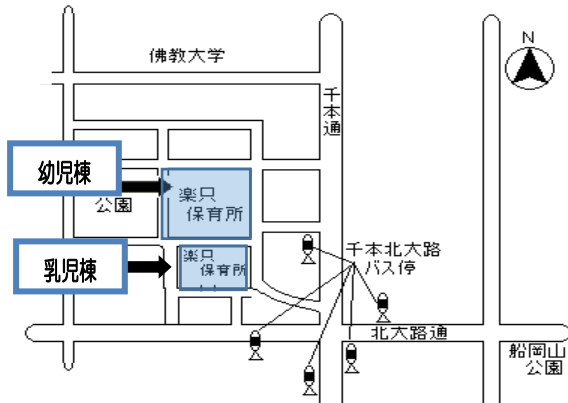 佛教大学
N
千本通
幼児棟
公園
楽只
保育所
乳児棟
楽只
保育所
千本北大路
バス停
北大路通
船岡山
公園